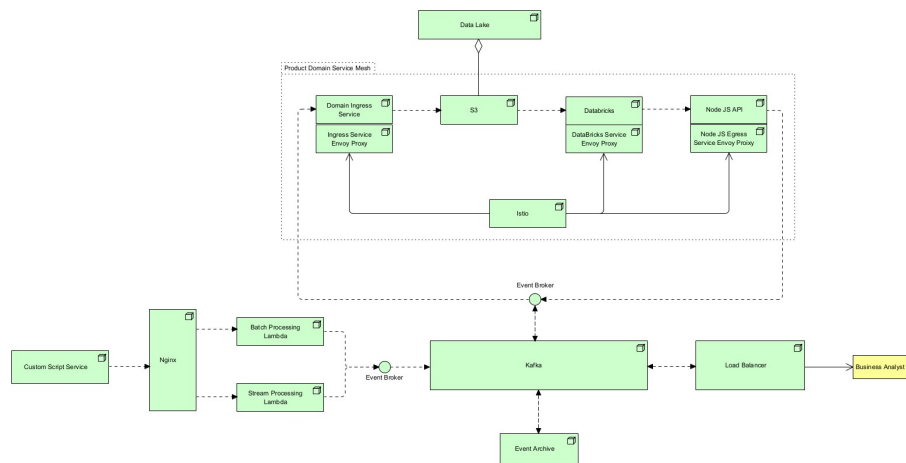 Data Lake
Product Domain Service Mesh
Domain Ingress
Service
S3
Databricks
Node JS API
Ingress Service
Envoy Proxy
DataBricks Service
Envoy Proxy
Node JS Egress
Service Envoy Proixy
Istio
Event Broker
Batch Processing
Lambda
Nginx
Custom Script Service
Event Broker
Kafka
Load Balancer
Business Analyst
Stream Processing
Lambda
Event Archive